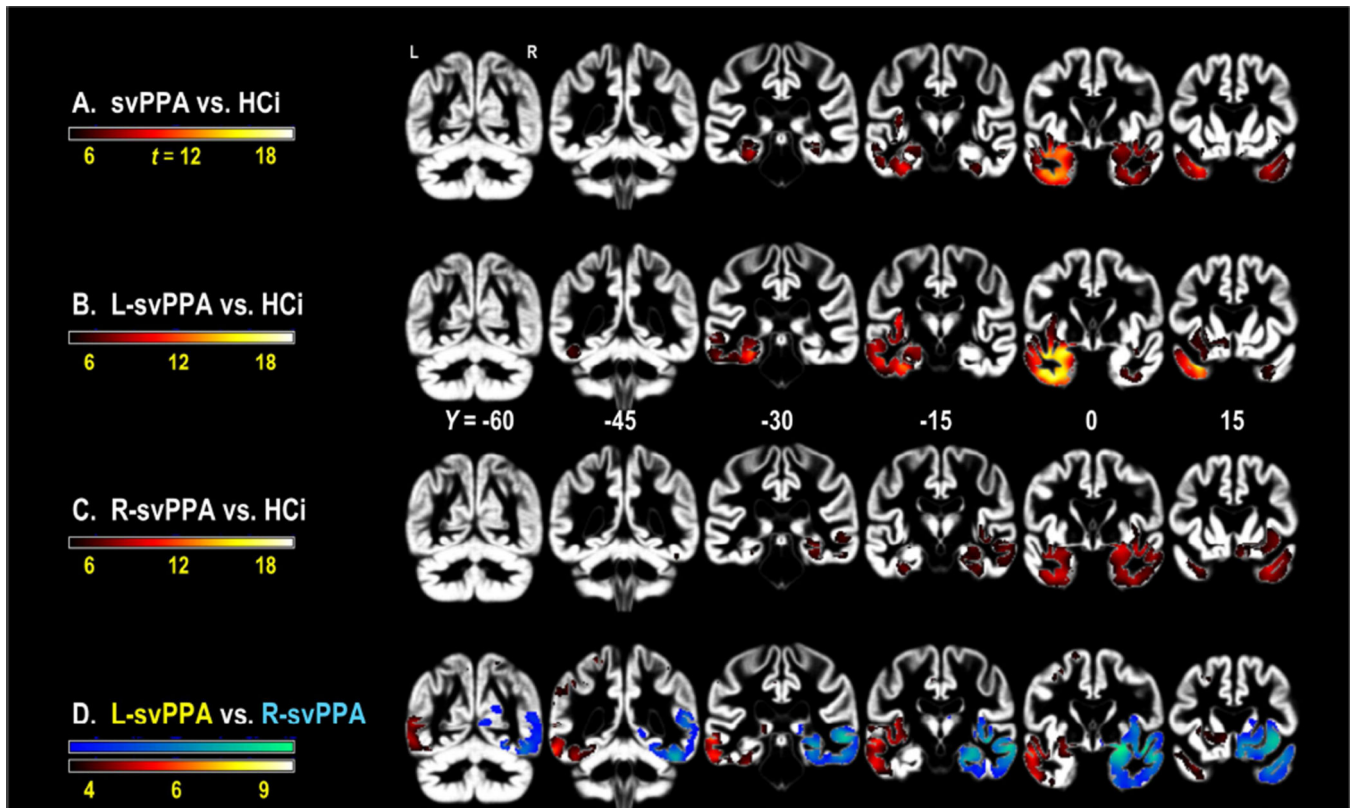 L R
A. svPPA vs. HCi
6 t = 12 18
B. L-svPPA vs. HCi
6 12 18
Y = -60 -45 -30 -15 0 15
C. R-svPPA vs. HCi
6 12 18
D. L-svPPA vs. R-svPPA
4 6 9